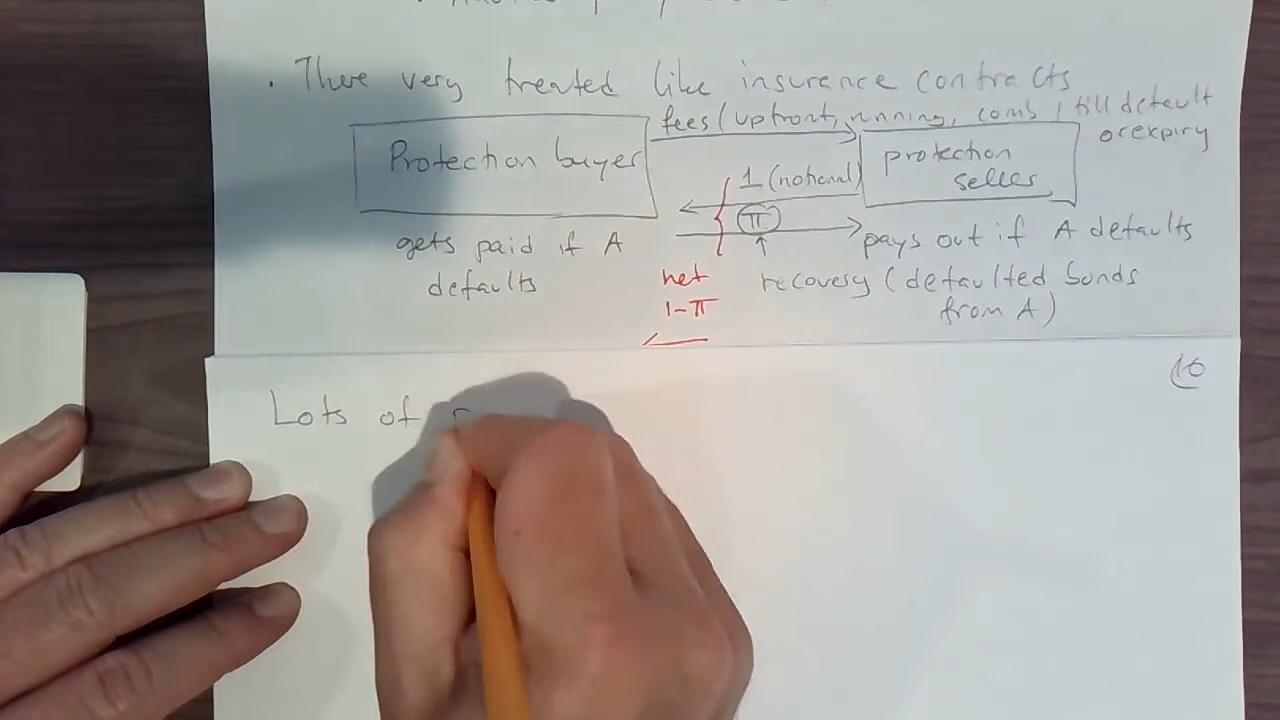 . There very treated like insurance contracts
fees (upfront, running, comb) till default
or expiry
Protection buyer
protection
seller
1 (notional)
π
gets paid if A
defaults
pays out if A defaults
net
1-π
recovery (defaulted bonds
from A)
10
Lots of